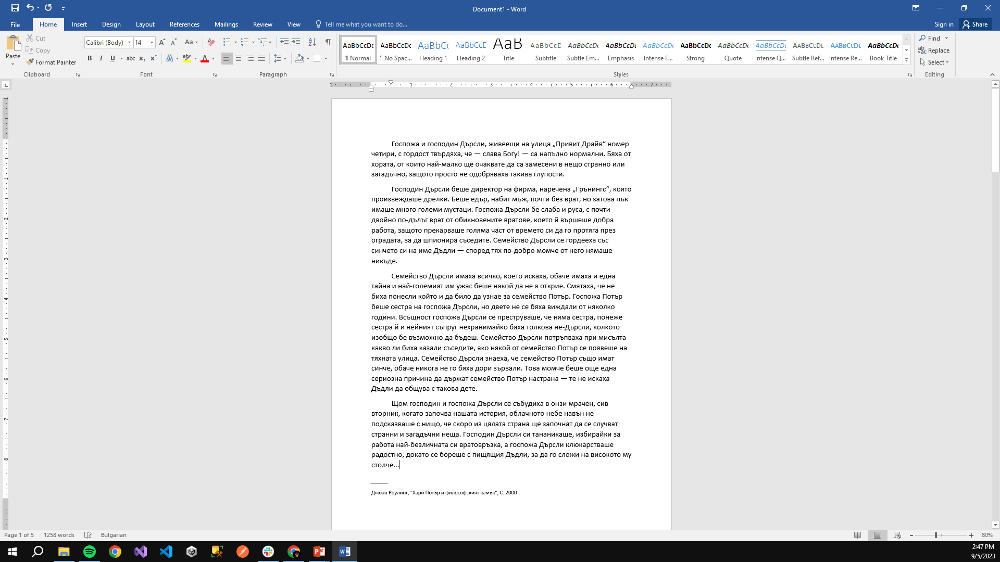 Document1 - Word
File Home Insert Design Layout References Mailings Review View Tell me what you want to do... Sign in Share
Paste Cut Copy Format Painter Clipboard
Calibri (Body) 14 Aa Font
Paragraph
AaBbCcDc AaBbCcDc AaBbCc AaBbCcD AaB AaBbCcD AaBbCcDc AaBbCcDc AaBbCcDc AaBbCcDc AaBbCcDc AaBbCcDc AABBCCDE AABBCCDE AaBbCcDc
¶ Normal ¶ No Spac... Heading 1 Heading 2 Title Subtitle Subtle Em... Emphasis Intense E... Strong Quote Intense Q... Subtle Ref... Intense Re... Book Title
Styles
Find
Replace
Select
Editing
1 1 2 3 4 5 6 7
Госпожа и господин Дърсли, живеещи на улица „Привит Драйв“ номер
четири, с гордост твърдяха, че — слава Богу! — са напълно нормални. Бяха от
хората, от които най-малко ще очаквате да са замесени в нещо странно или
загадъчно, защото просто не одобряваха такива глупости.
Господин Дърсли беше директор на фирма, наречена „Грънингс“, която
произвеждаше дрелки. Беше едър, набит мъж, почти без врат, но затова пък
имаше много големи мустаци. Госпожа Дърсли бе слаба и руса, с почти
двойно по-дълъг врат от обикновените вратове, което й вършеше добра
работа, защото прекарваше голяма част от времето си да го протяга през
оградата, за да шпионира съседите. Семейство Дърсли се гордееха със
синчето си на име Дъдли — според тях по-добро момче от него нямаше
никъде.
Семейство Дърсли имаха всичко, което искаха, обаче имаха и една
тайна и най-големият им ужас беше някой да не я открие. Смятаха, че не
биха понесли който и да било да узнае за семейство Потър. Госпожа Потър
беше сестра на госпожа Дърсли, но двете не се бяха виждали от няколко
години. Всъщност госпожа Дърсли се преструваше, че няма сестра, понеже
сестра й и нейният съпруг нехранимайко бяха толкова не-Дърсли, колкото
изобщо бе възможно да бъдеш. Семейство Дърсли потръпваха при мисълта
какво ли биха казали съседите, ако някой от семейство Потър се появеше на
тяхната улица. Семейство Дърсли знаеха, че семейство Потър също имат
синче, обаче никога не го бяха дори зървали. Това момче беше още една
сериозна причина да държат семейство Потър настрана — те не искаха
Дъдли да общува с такова дете.
Щом господин и госпожа Дърсли се събудиха в онзи мрачен, сив
вторник, когато започва нашата история, облачното небе навън не
подсказваше с нищо, че скоро из цялата страна ще започнат да се случват
странни и загадъчни неща. Господин Дърсли си тананикаше, избирайки за
работа най-безличната си вратовръзка, а госпожа Дърсли клюкарстваше
радостно, докато се бореше с пищящия Дъдли, за да го сложи на високото му
столче...
Джоан Роулинг, "Хари Потър и философският камък", С. 2000
Page 1 of 5 1258 words Bulgarian 80%
2:47 PM
9/5/2023